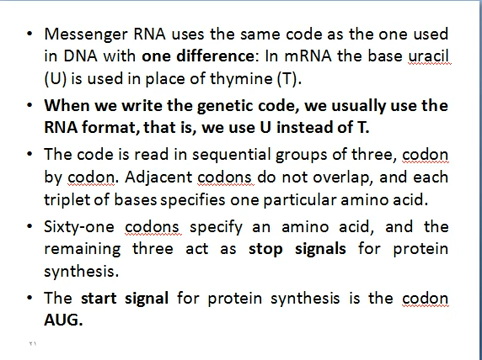 • Messenger RNA uses the same code as the one used
in DNA with one difference: In mRNA the base uracil
(U) is used in place of thymine (T).
• When we write the genetic code, we usually use the
RNA format, that is, we use U instead of T.
• The code is read in sequential groups of three, codon
by codon. Adjacent codons do not overlap, and each
triplet of bases specifies one particular amino acid.
• Sixty-one codons specify an amino acid, and the
remaining three act as stop signals for protein
synthesis.
• The start signal for protein synthesis is the codon
AUG.